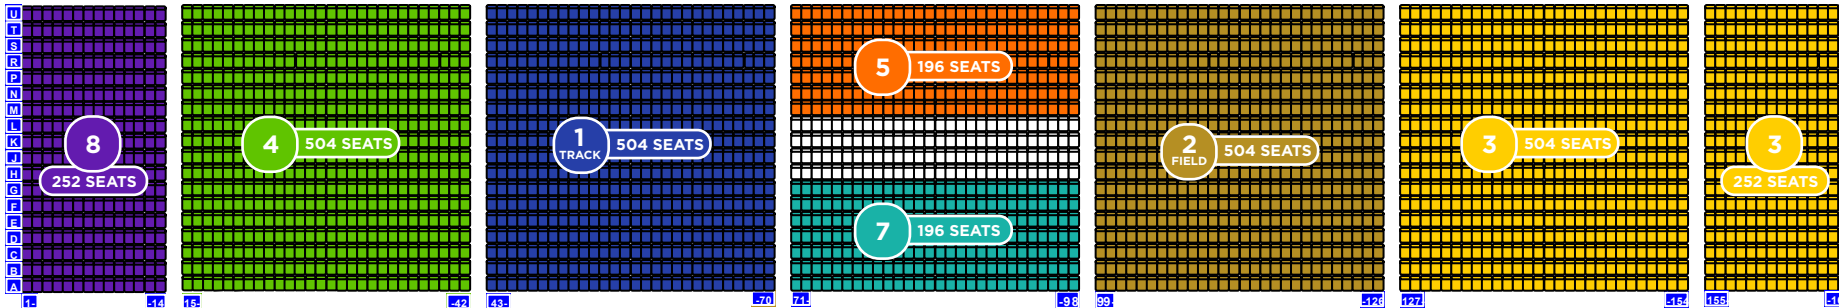 U
T
S
R
P
N
M
L
K
J
H
G
F
E
D
C
B
A
8
252 SEATS
4
504 SEATS
1
TRACK
504 SEATS
5
196 SEATS
7
196 SEATS
2
FIELD
504 SEATS
3
504 SEATS
3
252 SEATS
1- -14 15- -42 43- -70 71- -98 99- -126 127- -154 155- -1